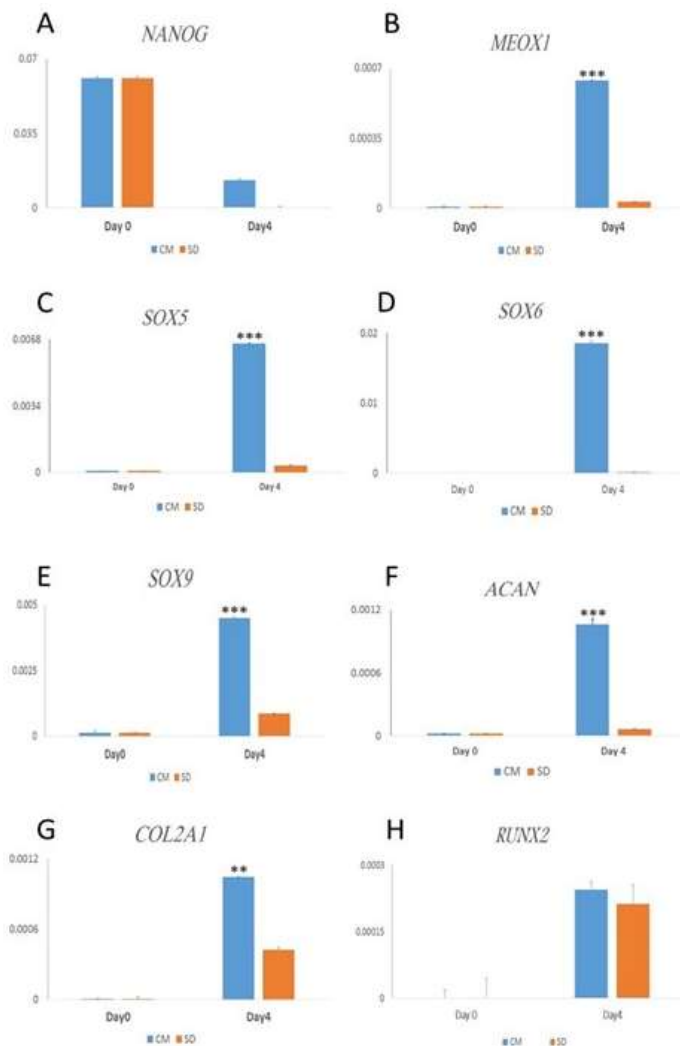 A
NANOG
0.07
0.035
0
Day 0 Day4
CM SD
B
MEOX1
0.0007
***
0.00035
0
Day0 Day4
CM SD
C
SOX5
0.0068
***
0.0034
0
Day 0 Day 4
CM SD
D
SOX6
0.02
***
0.01
0
Day 0 Day 4
CM SD
E
SOX9
0.005
***
0.0025
0
Day0 Day4
CM SD
F
ACAN
0.0012
***
0.0006
0
Day 0 Day 4
CM SD
G
COL2A1
0.0012
**
0.0006
0
Day0 Day4
CM SD
H
RUNX2
0.0003
0.00015
0
Day 0 Day4
CM SD